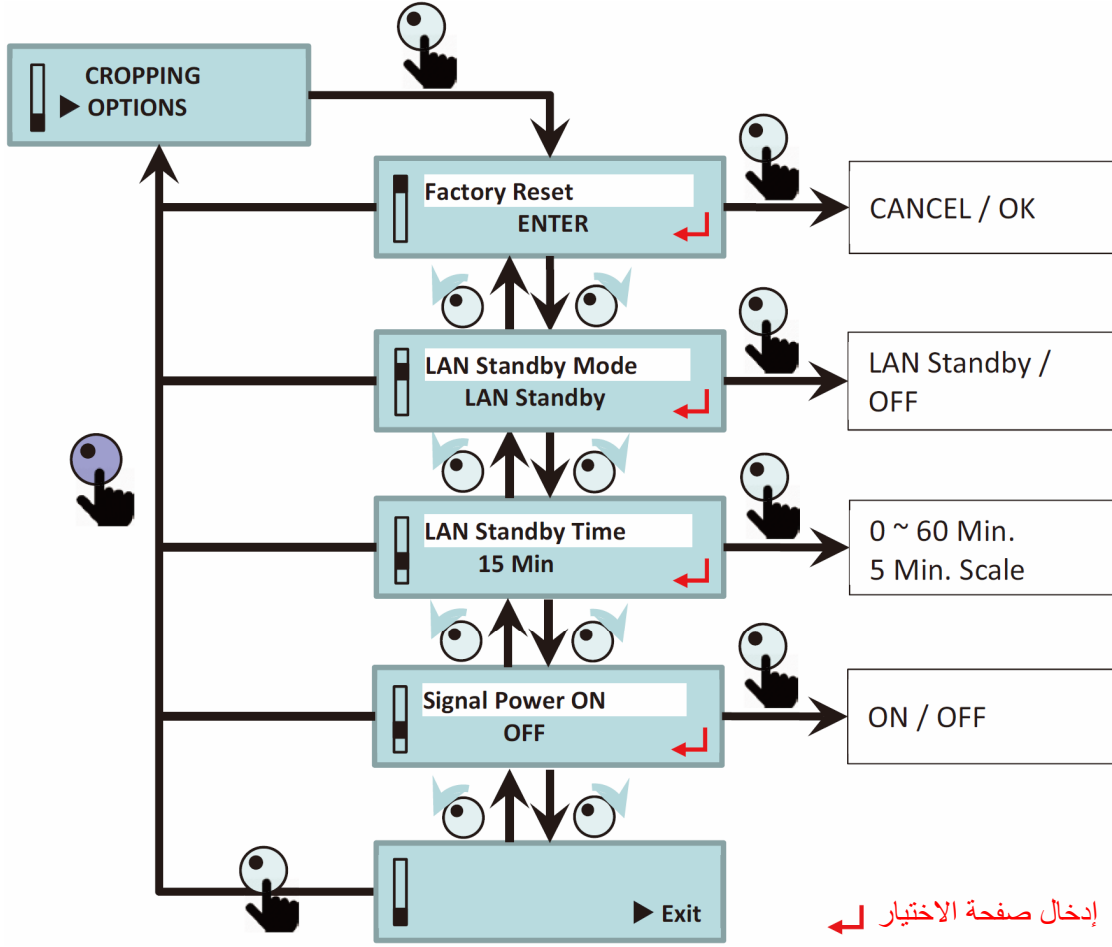 CROPPING
OPTIONS
Factory Reset
ENTER
CANCEL / OK
LAN Standby Mode
LAN Standby
LAN Standby /
OFF
LAN Standby Time
15 Min
0 ~ 60 Min.
5 Min. Scale
Signal Power ON
OFF
ON / OFF
Exit
إدخال صفحة الاختيار